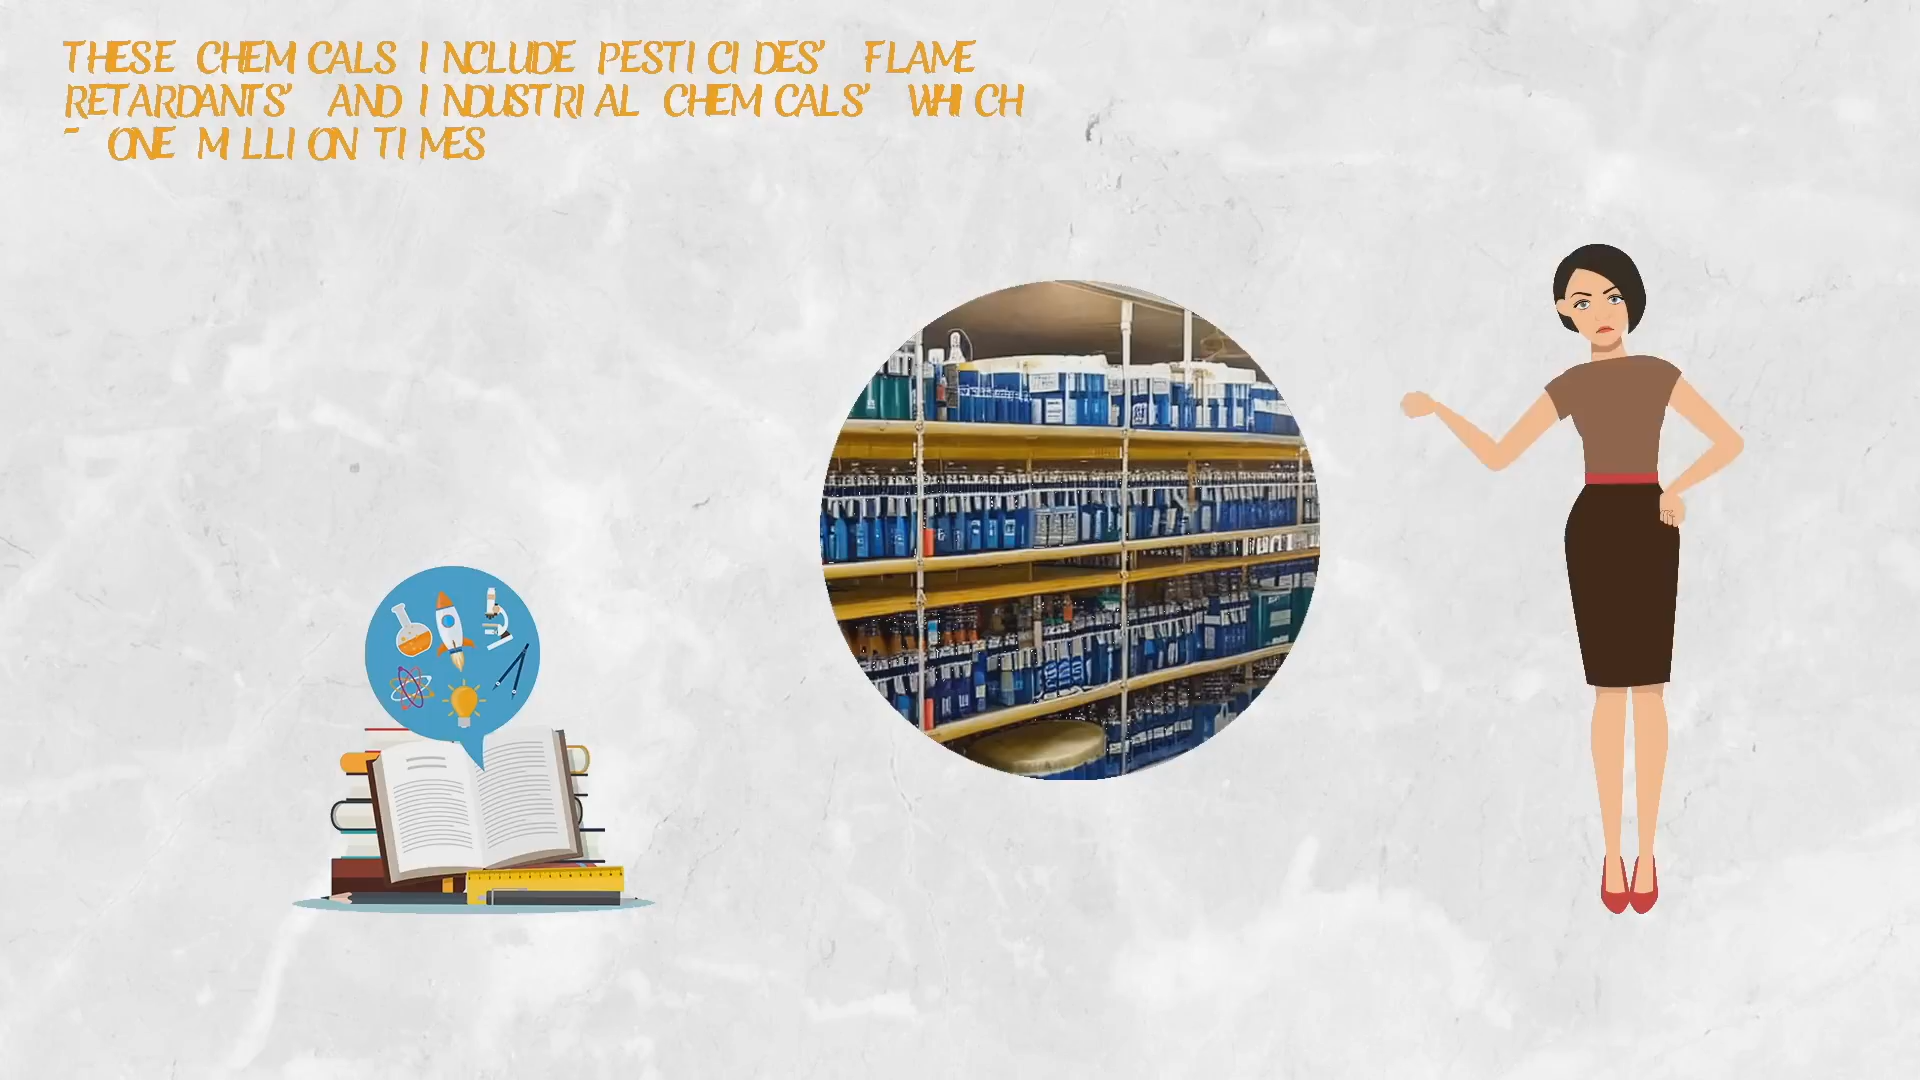 THESE CHEMICALS INCLUDE PESTICIDES' FLAME
RETARDANTS' AND INDUSTRIAL CHEMICALS' WHICH
- ONE MILLION TIMES